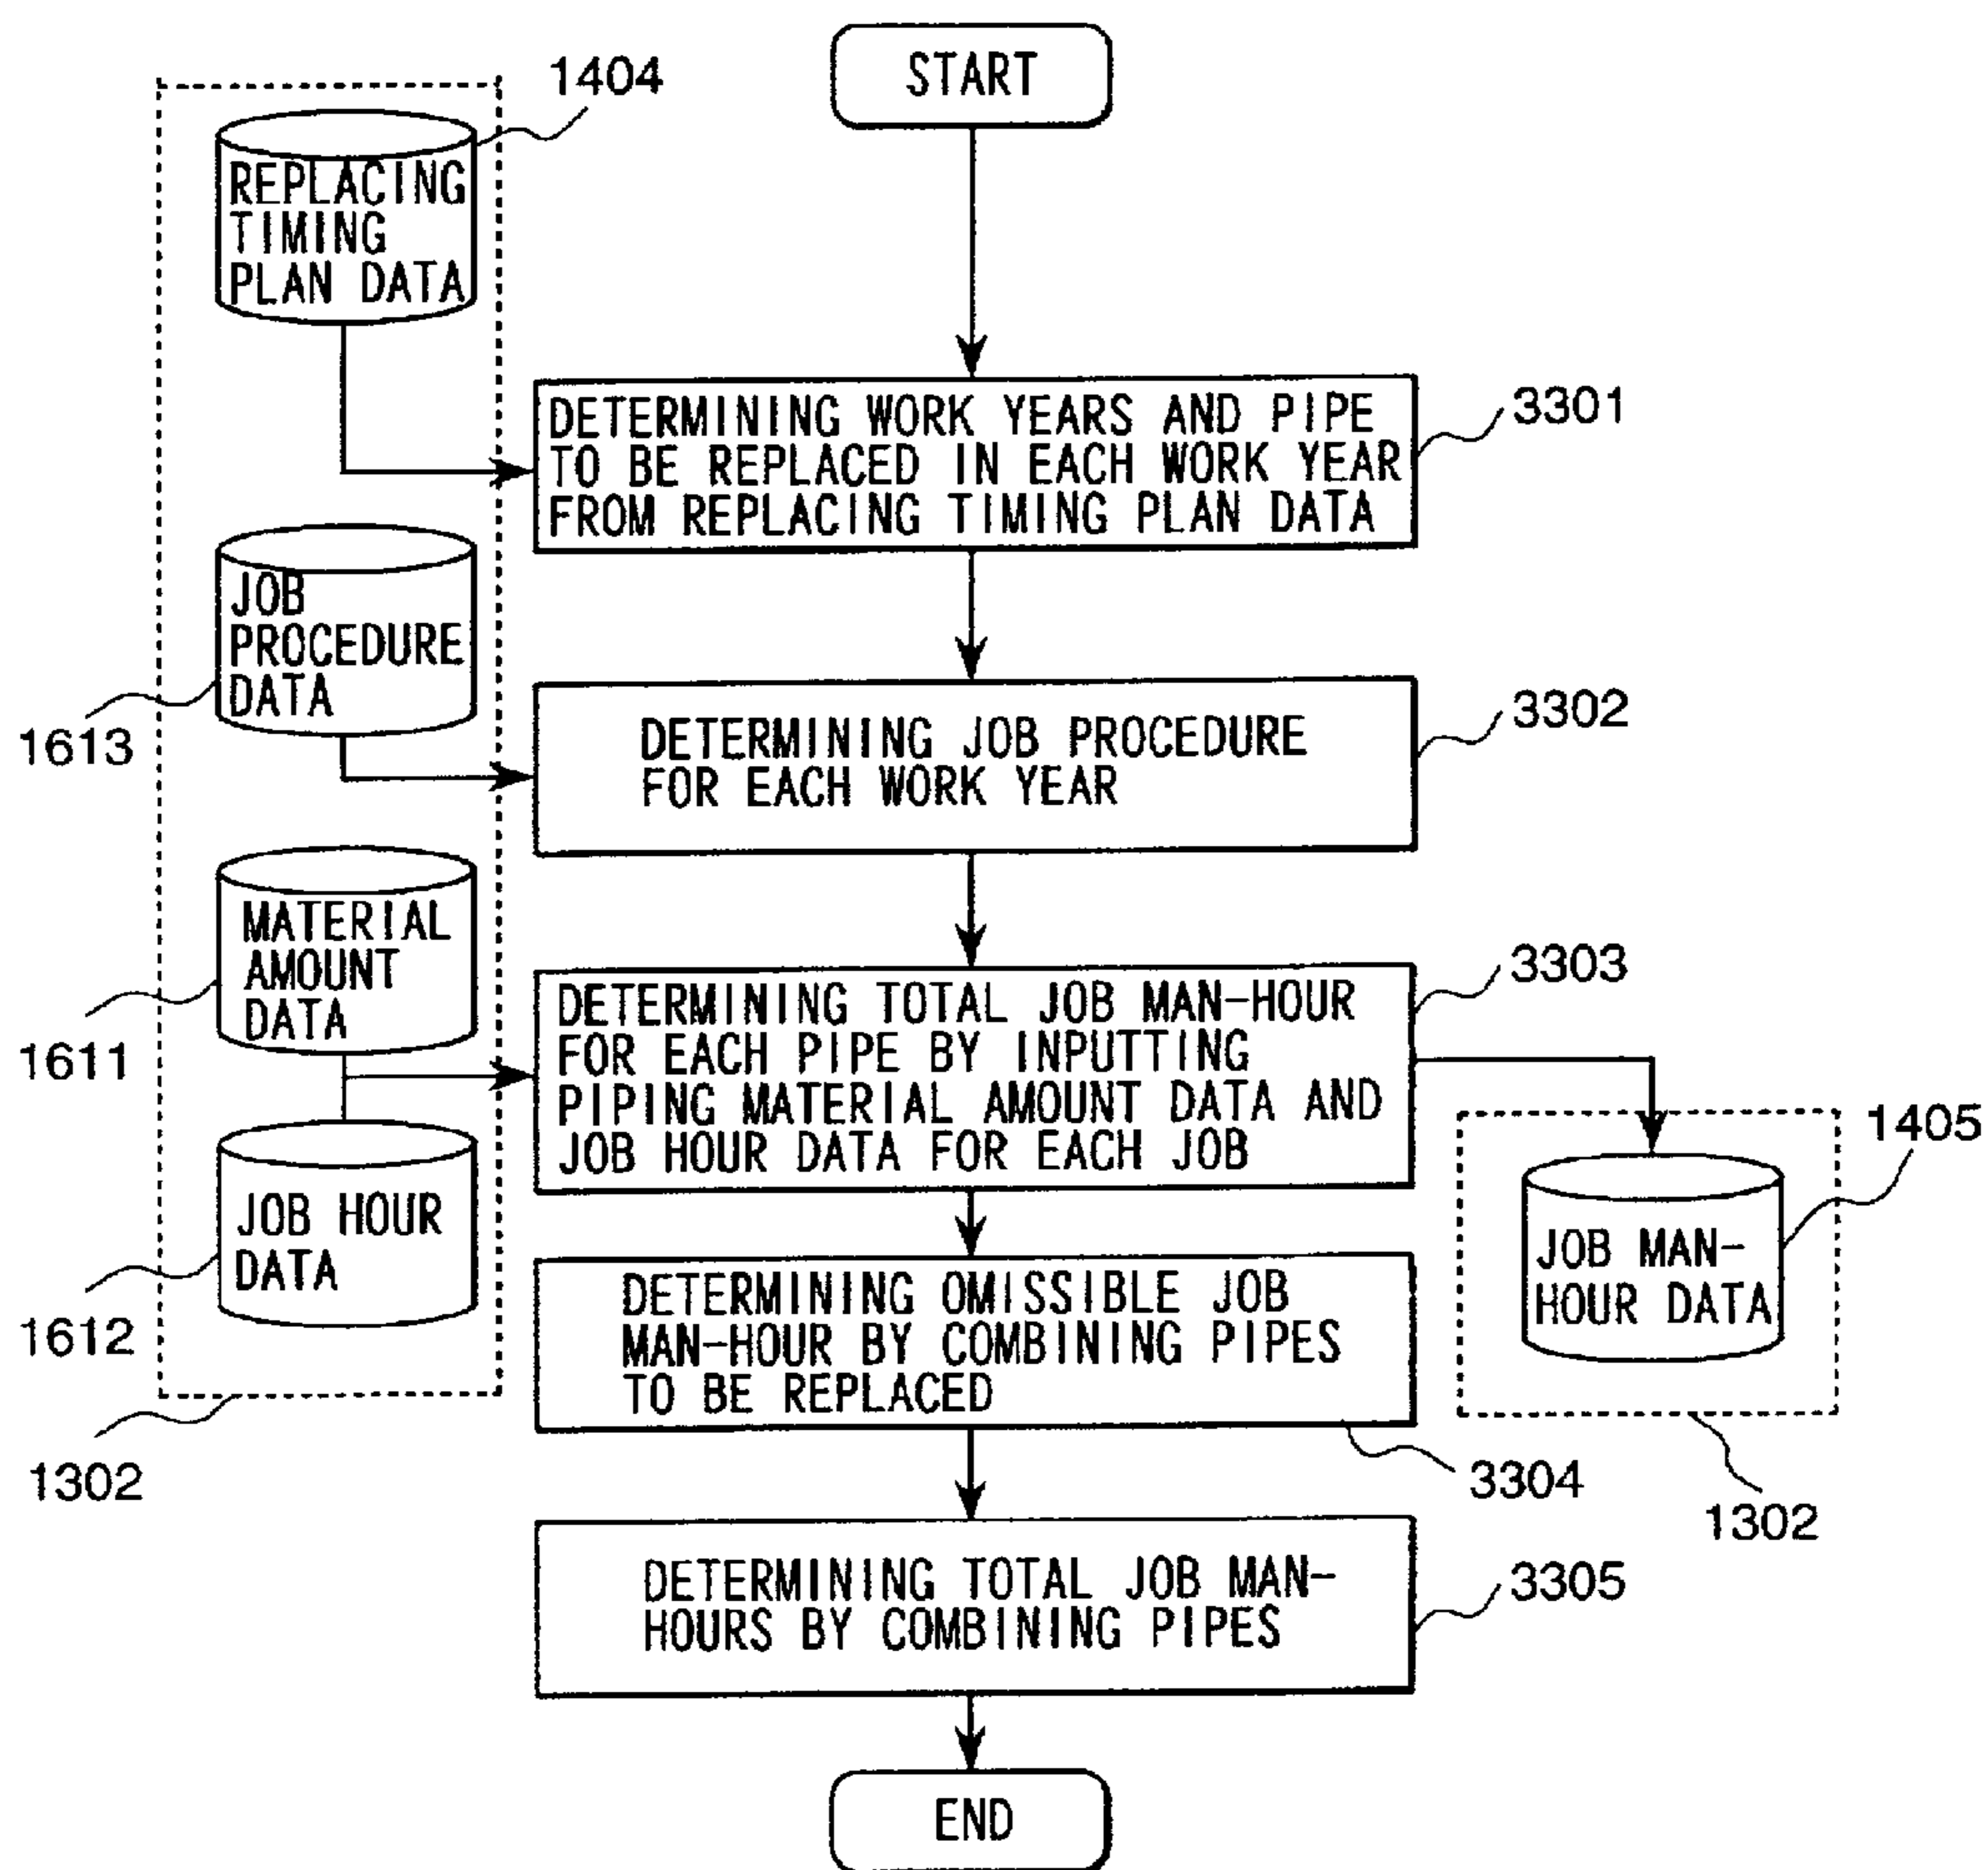 START
1404
REPLACING
TIMING
PLAN DATA
DETERMINING WORK YEARS AND PIPE
TO BE REPLACED IN EACH WORK YEAR
FROM REPLACING TIMING PLAN DATA
3301
JOB
PROCEDURE
DATA
1613
DETERMINING JOB PROCEDURE
FOR EACH WORK YEAR
3302
MATERIAL
AMOUNT
DATA
1611
DETERMINING TOTAL JOB MAN-HOUR
FOR EACH PIPE BY INPUTTING
PIPING MATERIAL AMOUNT DATA AND
JOB HOUR DATA FOR EACH JOB
3303
1405
JOB MAN-
HOUR DATA
1302
JOB HOUR
DATA
1612
1302
DETERMINING OMISSIBLE JOB
MAN-HOUR BY COMBINING PIPES
TO BE REPLACED
3304
DETERMINING TOTAL JOB MAN-
HOURS BY COMBINING PIPES
3305
END